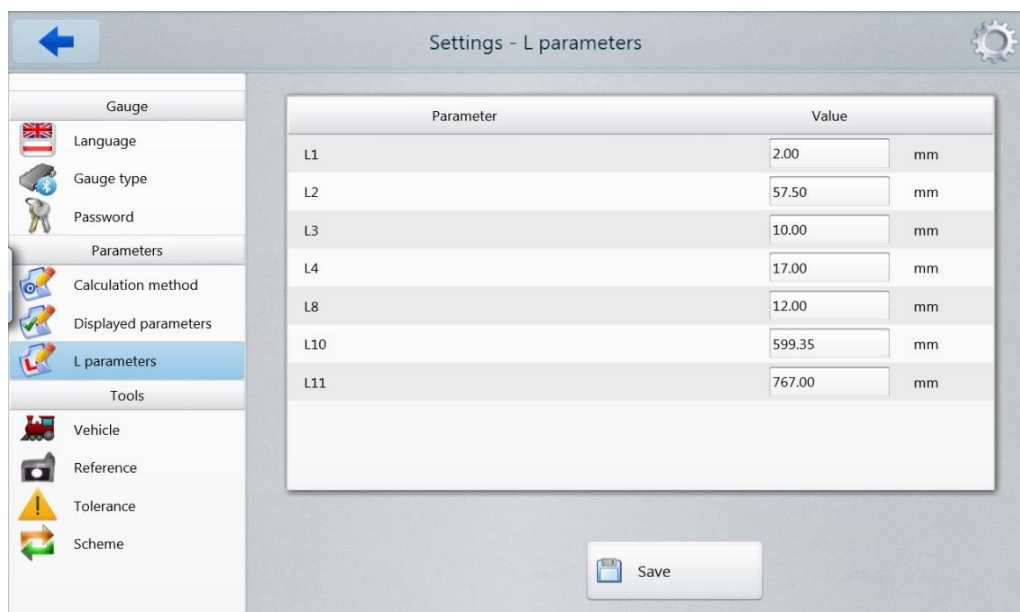 Settings - L parameters
Gauge
Language
Gauge type
Password
Parameters
Calculation method
Displayed parameters
L parameters
Tools
Vehicle
Reference
Tolerance
Scheme
Parameter Value
L1 2.00 mm
L2 57.50 mm
L3 10.00 mm
L4 17.00 mm
L8 12.00 mm
L10 599.35 mm
L11 767.00 mm
Save